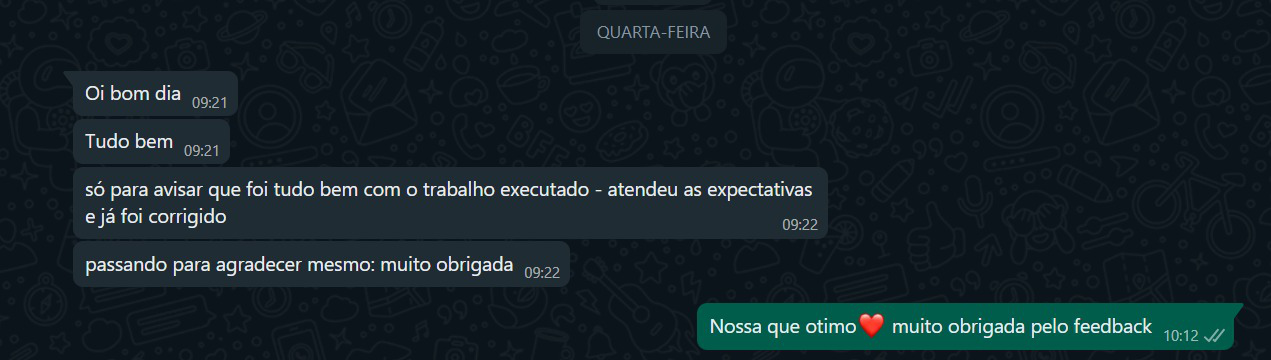 QUARTA-FEIRA
Oi bom dia 09:21
Tudo bem 09:21
só para avisar que foi tudo bem com o trabalho executado - atendeu as expectativas
e já foi corrigido 09:22
passando para agradecer mesmo: muito obrigada 09:22
Nossa que otimo❤️ muito obrigada pelo feedback 10:12